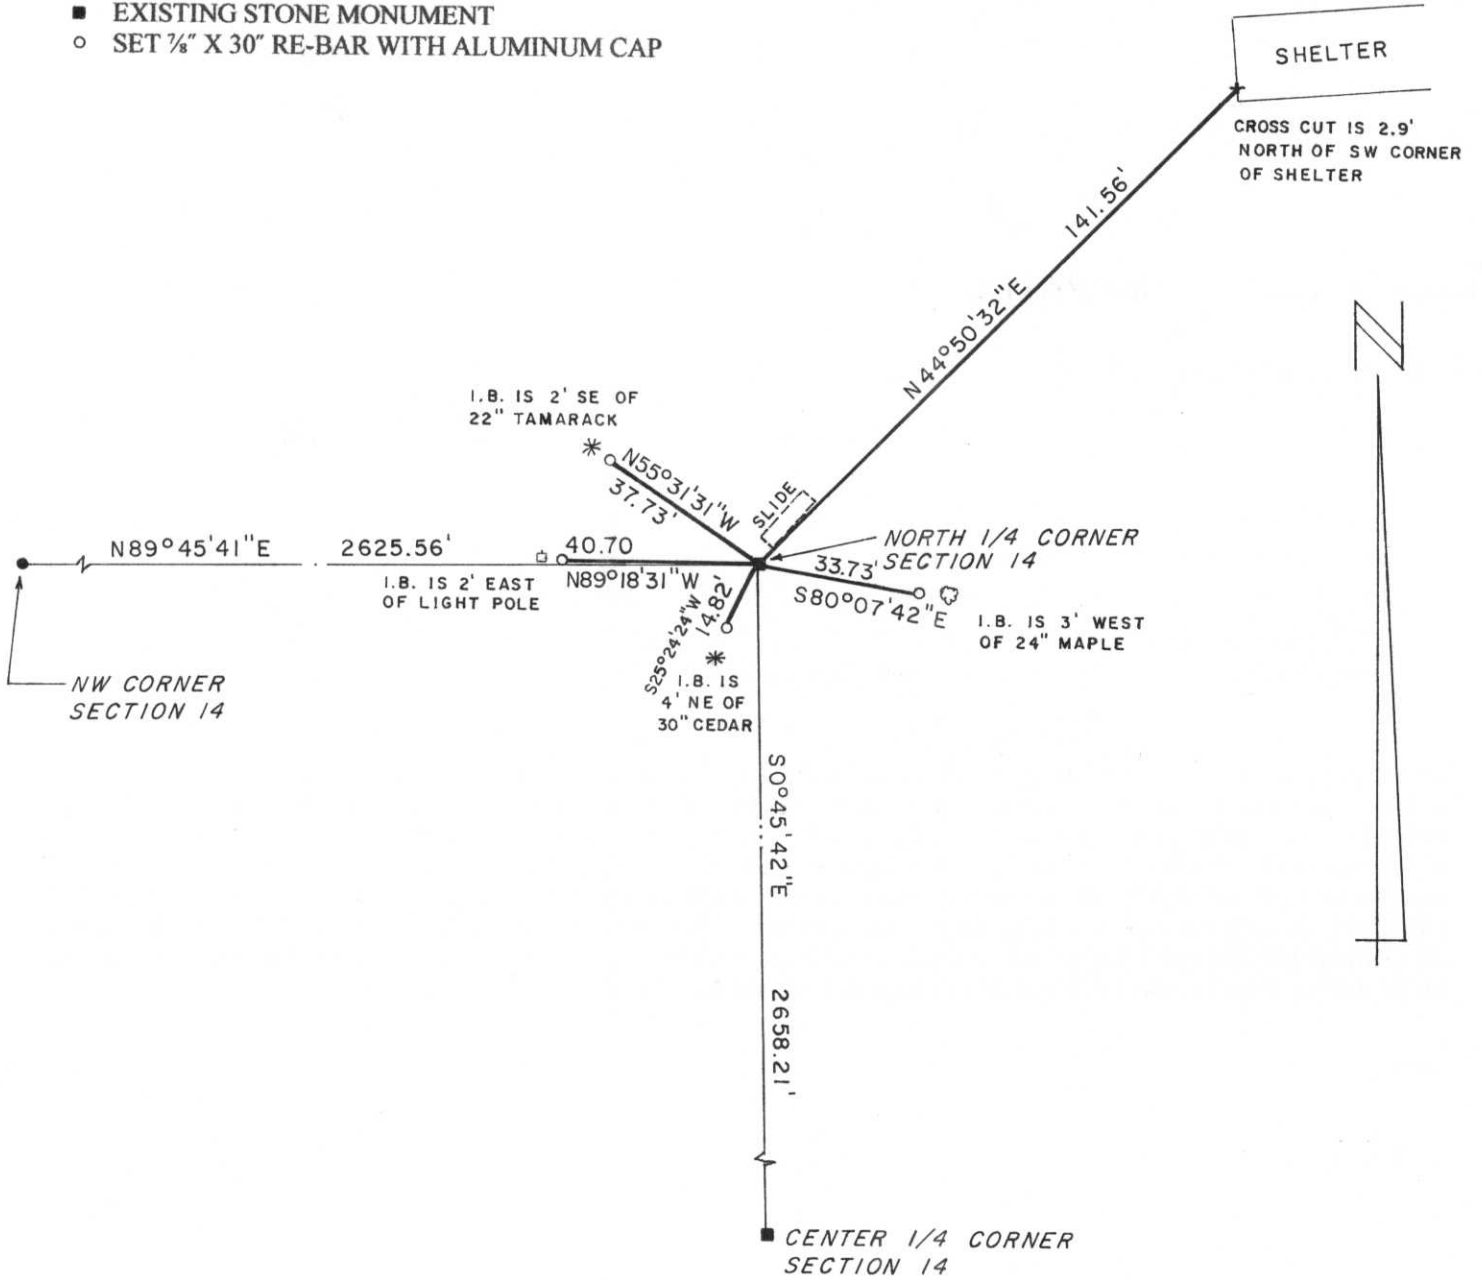 EXISTING STONE MONUMENT
SET ⅞" X 30" RE-BAR WITH ALUMINUM CAP
SHELTER
CROSS CUT IS 2.9'
NORTH OF SW CORNER
OF SHELTER
141.56'
N44°50'32"E
N
I.B. IS 2' SE OF
22" TAMARACK
N55°31'31"W
37.73'
SLIDE
NORTH 1/4 CORNER
SECTION 14
N89°45'41"E
2625.56'
40.70
N89°18'31"W
I.B. IS 2' EAST
OF LIGHT POLE
33.73'
S80°07'42"E
I.B. IS 3' WEST
OF 24" MAPLE
14.82'
S25°24'24"W
I.B. IS
4' NE OF
30" CEDAR
NW CORNER
SECTION 14
S0°45'42"E
2658.21'
CENTER 1/4 CORNER
SECTION 14